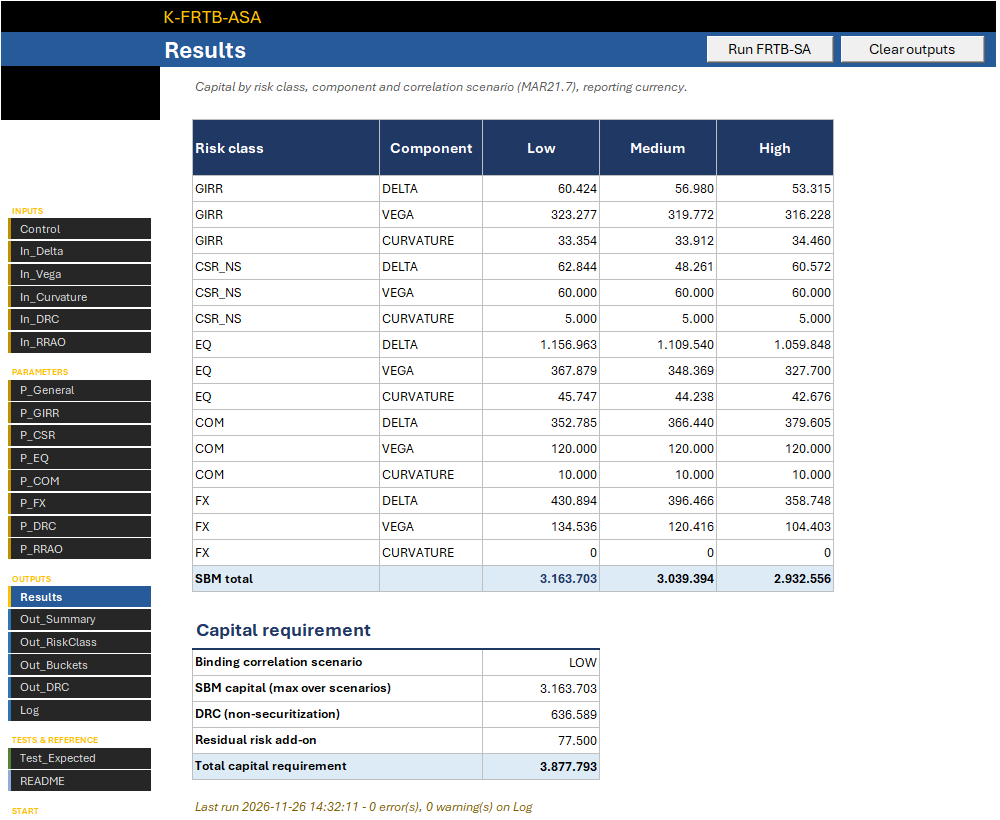 K-FRTB-ASA
Results
Run FRTB-SA
Clear outputs
Capital by risk class, component and correlation scenario (MAR21.7), reporting currency.
INPUTS
Control
In_Delta
In_Vega
In_Curvature
In_DRC
In_RRAO
PARAMETERS
P_General
P_GIRR
P_CSR
P_EQ
P_COM
P_FX
P_DRC
P_RRAO
OUTPUTS
Results
Out_Summary
Out_RiskClass
Out_Buckets
Out_DRC
Log
TESTS & REFERENCE
Test_Expected
README
START
Risk class Component Low Medium High
GIRR DELTA 60.424 56.980 53.315
GIRR VEGA 323.277 319.772 316.228
GIRR CURVATURE 33.354 33.912 34.460
CSR_NS DELTA 62.844 48.261 60.572
CSR_NS VEGA 60.000 60.000 60.000
CSR_NS CURVATURE 5.000 5.000 5.000
EQ DELTA 1.156.963 1.109.540 1.059.848
EQ VEGA 367.879 348.369 327.700
EQ CURVATURE 45.747 44.238 42.676
COM DELTA 352.785 366.440 379.605
COM VEGA 120.000 120.000 120.000
COM CURVATURE 10.000 10.000 10.000
FX DELTA 430.894 396.466 358.748
FX VEGA 134.536 120.416 104.403
FX CURVATURE 0 0 0
SBM total 3.163.703 3.039.394 2.932.556
Capital requirement
Binding correlation scenario LOW
SBM capital (max over scenarios) 3.163.703
DRC (non-securitization) 636.589
Residual risk add-on 77.500
Total capital requirement 3.877.793
Last run 2026-11-26 14:32:11 - 0 error(s), 0 warning(s) on Log